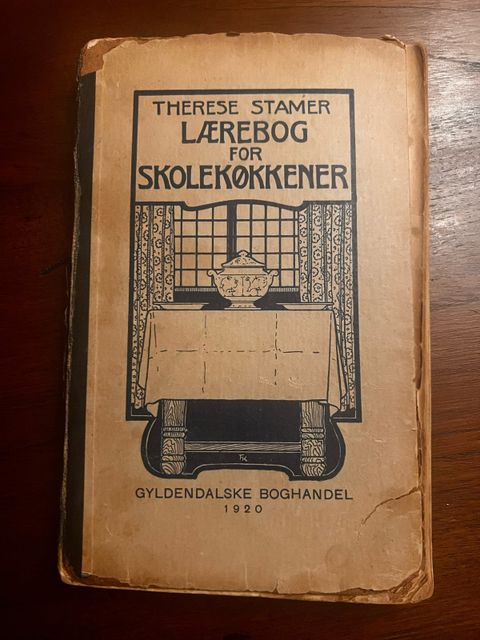 THERESE STAMER
LÆREBOG
FOR
SKOLEKØKKENER
GYLDENDALSKE BOGHANDEL
1920